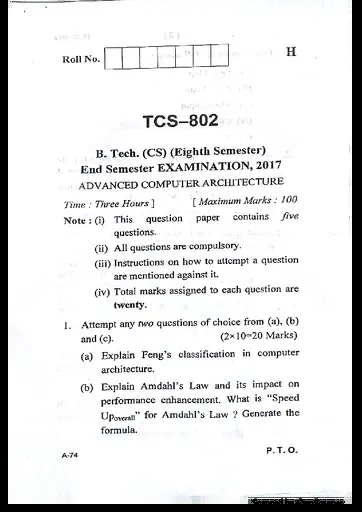 Roll No.
H
TCS–802
B. Tech. (CS) (Eighth Semester)
End Semester EXAMINATION, 2017
ADVANCED COMPUTER ARCHITECTURE
Time : Three Hours ] [ Maximum Marks : 100
Note : (i) This question paper contains five
questions.
(ii) All questions are compulsory.
(iii) Instructions on how to attempt a question
are mentioned against it.
(iv) Total marks assigned to each question are
twenty.
1. Attempt any two questions of choice from (a), (b)
and (c). (2×10=20 Marks)
(a) Explain Feng's classification in computer
architecture.
(b) Explain Amdahl's Law and its impact on
performance enhancement. What is “Speed
Upoverall” for Amdahl's Law ? Generate the
formula.
A-74 P. T. O.